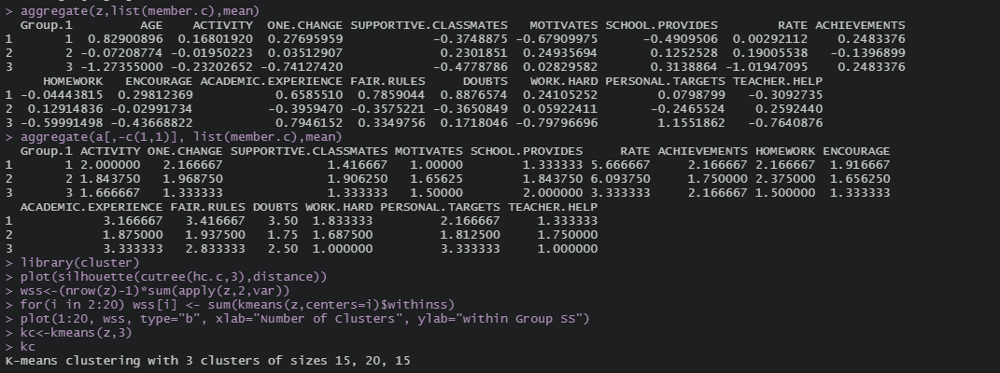 > aggregate(z,list(member.c),mean)
Group.1 AGE ACTIVITY ONE.CHANGE SUPPORTIVE.CLASSMATES MOTIVATES SCHOOL.PROVIDES RATE ACHIEVEMENTS
1 1 0.82900896 0.16801920 0.27695959 -0.3748875 -0.67909975 -0.4909506 0.00292112 0.2483376
2 2 -0.07208774 -0.01950223 0.03512907 0.2301851 0.24935694 0.1252528 0.19005538 -0.1396899
3 3 -1.27355000 -0.23202652 -0.74127420 -0.4778786 0.02829582 0.3138864 -1.01947095 0.2483376
HOMEWORK ENCOURAGE ACADEMIC.EXPERIENCE FAIR.RULES DOUBTS WORK.HARD PERSONAL.TARGETS TEACHER.HELP
1 -0.04443815 0.29812369 0.6585510 0.7859044 0.8876574 0.24105252 0.0798799 -0.3092735
2 0.12914836 -0.02991734 -0.3959470 -0.3575221 -0.3650849 0.05922411 -0.2465524 0.2592440
3 -0.59991498 -0.43668822 0.7946152 0.3349756 0.1718046 -0.79796696 1.1551862 -0.7640876
> aggregate(a[,-c(1,1)], list(member.c),mean)
Group.1 ACTIVITY ONE.CHANGE SUPPORTIVE.CLASSMATES MOTIVATES SCHOOL.PROVIDES RATE ACHIEVEMENTS HOMEWORK ENCOURAGE
1 1 2.000000 2.166667 1.416667 1.00000 1.333333 5.666667 2.166667 2.166667 1.916667
2 2 1.843750 1.968750 1.906250 1.65625 1.843750 6.093750 1.750000 2.375000 1.656250
3 3 1.666667 1.333333 1.333333 1.50000 2.000000 3.333333 2.166667 1.500000 1.333333
ACADEMIC.EXPERIENCE FAIR.RULES DOUBTS WORK.HARD PERSONAL.TARGETS TEACHER.HELP
1 3.166667 3.416667 3.50 1.833333 2.166667 1.333333
2 1.875000 1.937500 1.75 1.687500 1.812500 1.750000
3 3.333333 2.833333 2.50 1.000000 3.333333 1.000000
> library(cluster)
> plot(silhouette(cutree(hc.c,3),distance))
> wss<-(nrow(z)-1)*sum(apply(z,2,var))
> for(i in 2:20) wss[i] <- sum(kmeans(z,centers=i)$withinss)
> plot(1:20, wss, type="b", xlab="Number of Clusters", ylab="within Group SS")
> kc<-kmeans(z,3)
> kc
K-means clustering with 3 clusters of sizes 15, 20, 15